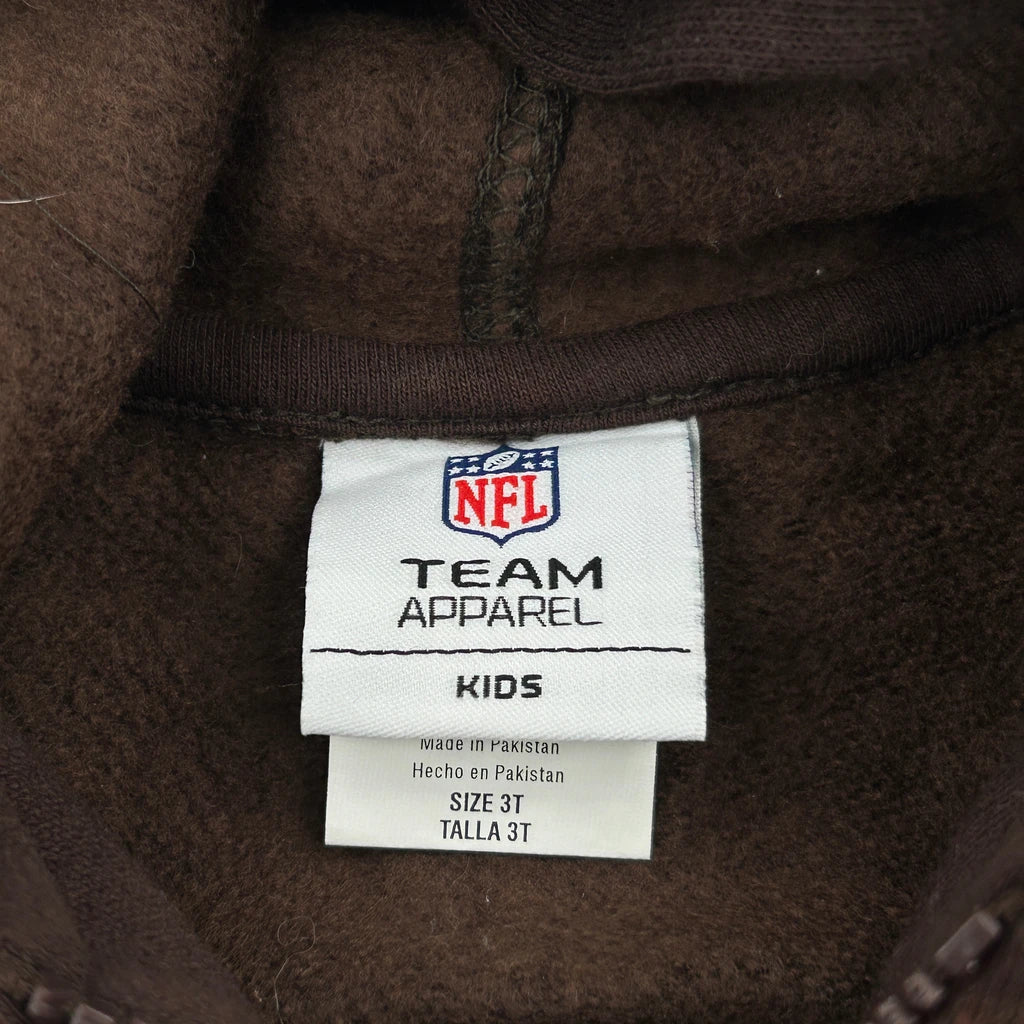 NFL
TEAM
APPAREL
KIDS
Made in Pakistan
Hecho en Pakistan
SIZE 3T
TALLA 3T